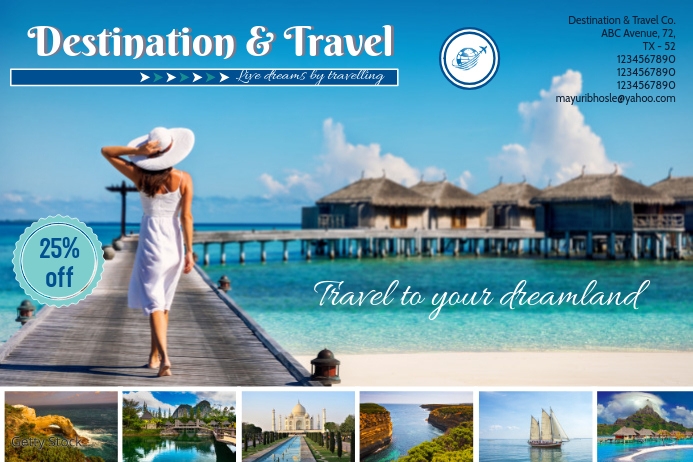 Destination & Travel
Live dreams by travelling
Destination & Travel Co.
ABC Avenue, 72,
TX - 52
1234567890
1234567890
1234567890
mayuribhosle@yahoo.com
25%
off
Travel to your dreamland
Getty Stock